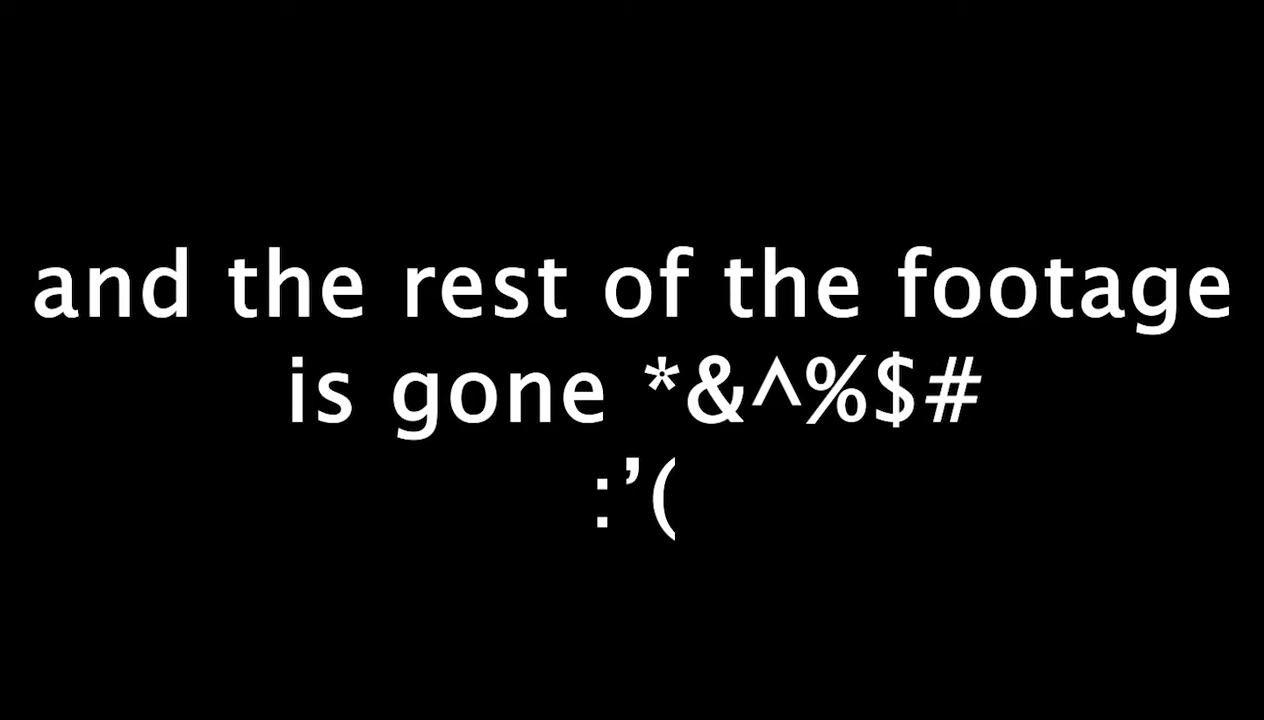 and the rest of the footage
is gone *&^%$#
:’(